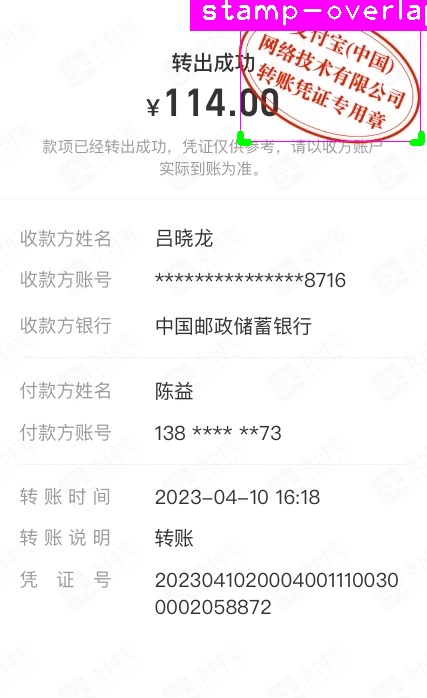 stamp-overlap
支付宝(中国)
网络技术有限公司
转账凭证专用章
转出成功
¥114.00
款项已经转出成功，凭证仅供参考，请以收方账户
实际到账为准。
收款方姓名 吕晓龙
收款方账号 ***************8716
收款方银行 中国邮政储蓄银行
付款方姓名 陈益
付款方账号 138 **** **73
转账时间 2023-04-10 16:18
转账说明 转账
凭证号 2023041020004001110030
0002058872